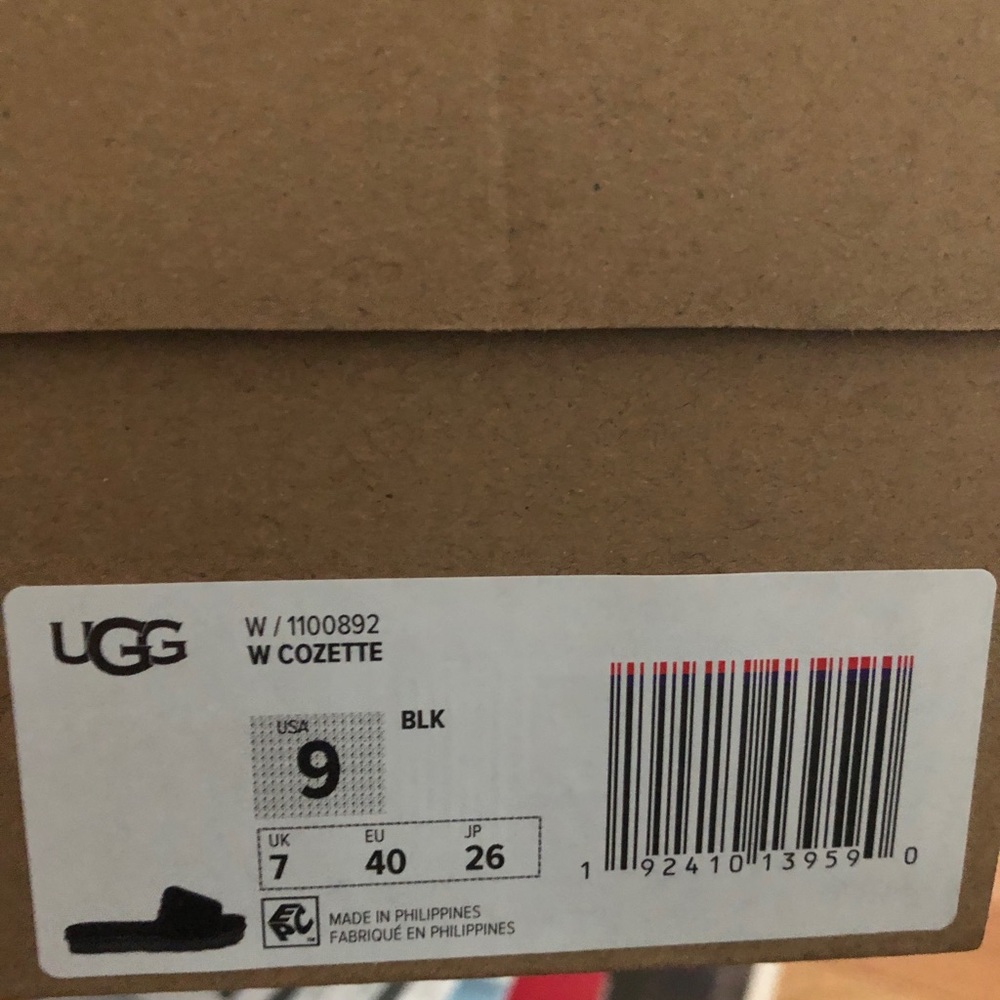 UGG
W / 1100892
W COZETTE
USA
9
BLK
UK EU JP
7 40 26
EPC™
MADE IN PHILIPPINES
FABRIQUÉ EN PHILIPPINES
1 92410 13959 0